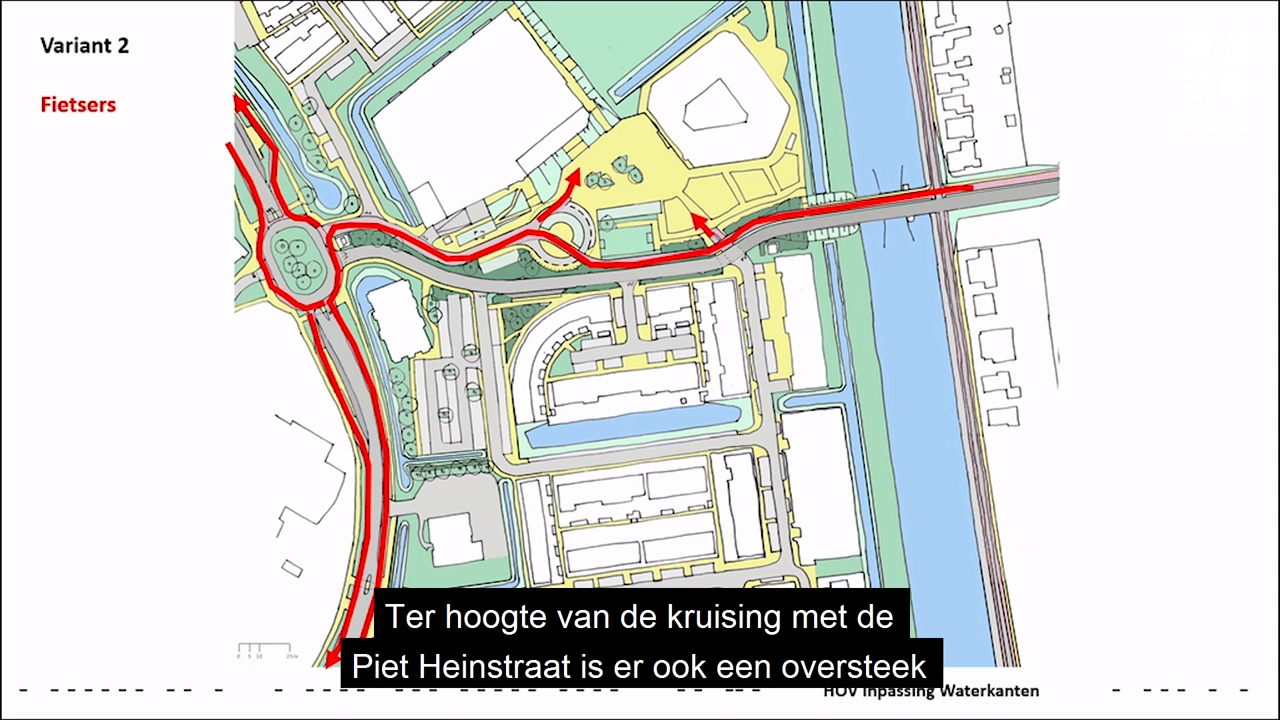 Variant 2
Fietsers
Ter hoogte van de kruising met de
Piet Heinstraat is er ook een oversteek
HOV Inpassing Waterkanten